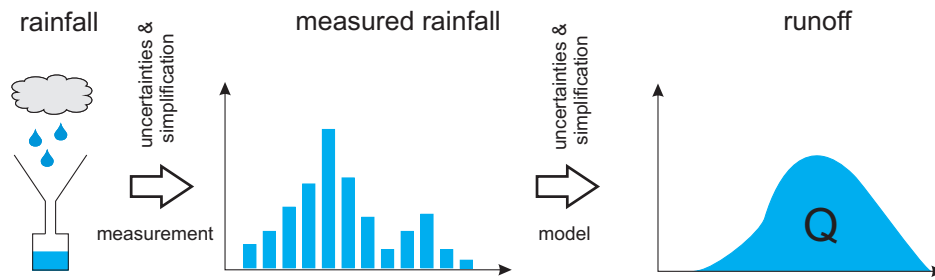 rainfall
uncertainties &
simplification
measurement
measured rainfall
uncertainties &
simplification
model
runoff
Q